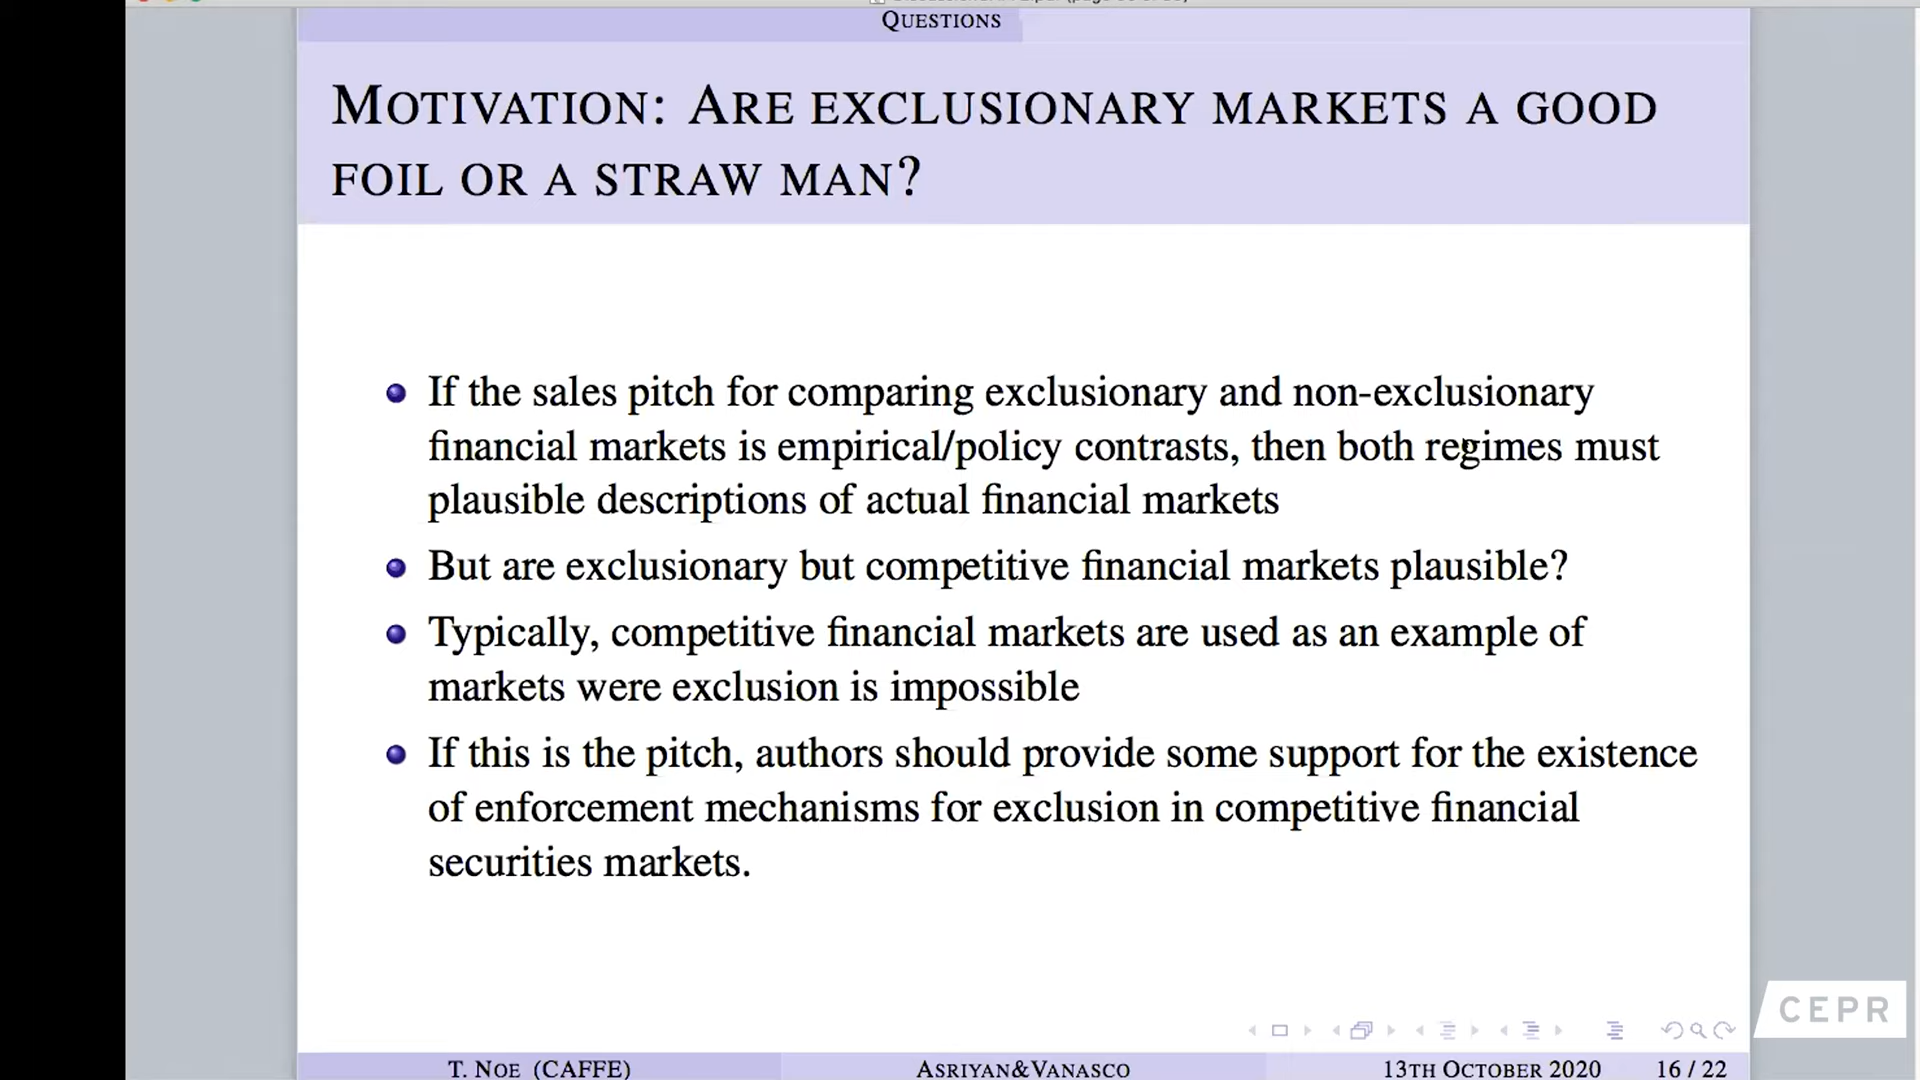 QUESTIONS
MOTIVATION: ARE EXCLUSIONARY MARKETS A GOOD
FOIL OR A STRAW MAN?
If the sales pitch for comparing exclusionary and non-exclusionary
financial markets is empirical/policy contrasts, then both regimes must
plausible descriptions of actual financial markets
But are exclusionary but competitive financial markets plausible?
Typically, competitive financial markets are used as an example of
markets were exclusion is impossible
If this is the pitch, authors should provide some support for the existence
of enforcement mechanisms for exclusion in competitive financial
securities markets.
CEPR
T. NOE (CAFFE) ASRIYAN&VANASCO 13TH OCTOBER 2020 16 / 22